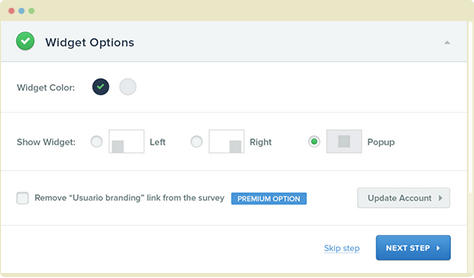 Widget Options
Widget Color:
Show Widget: Left Right Popup
Remove “Usuario branding” link from the survey PREMIUM OPTION Update Account
Skip step NEXT STEP